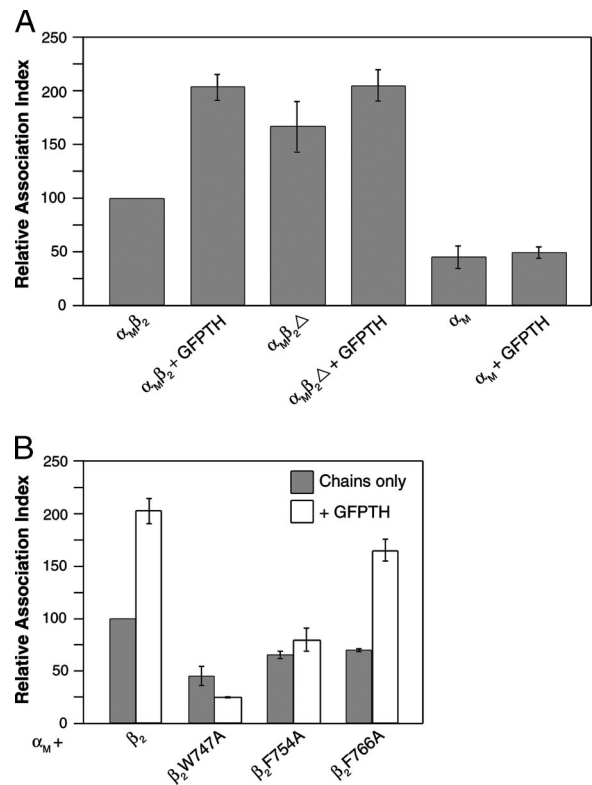 A
Relative Association Index
250
200
150
100
50
0
αMβ2
αMβ2 + GFPTH
αMβ2△
αMβ2△ + GFPTH
αM
αM + GFPTH
B
Relative Association Index
250
200
150
100
50
0
Chains only
+ GFPTH
αM +
β2
β2W747A
β2F754A
β2F766A